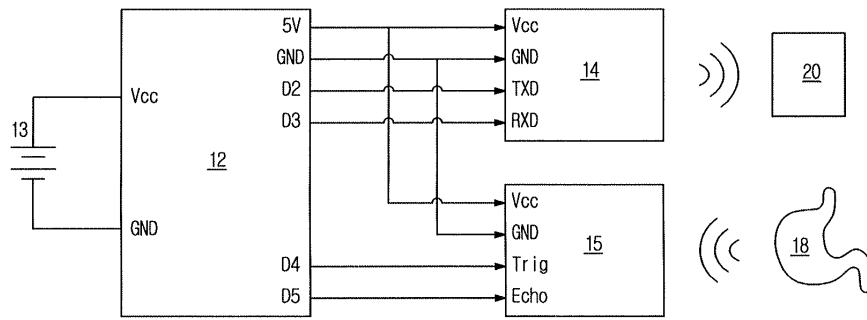 5V
GND
D2
D3
Vcc
GND
TXD
RXD
14
20
13
Vcc
12
GND
D4
D5
Vcc
GND
Trig
Echo
15
18